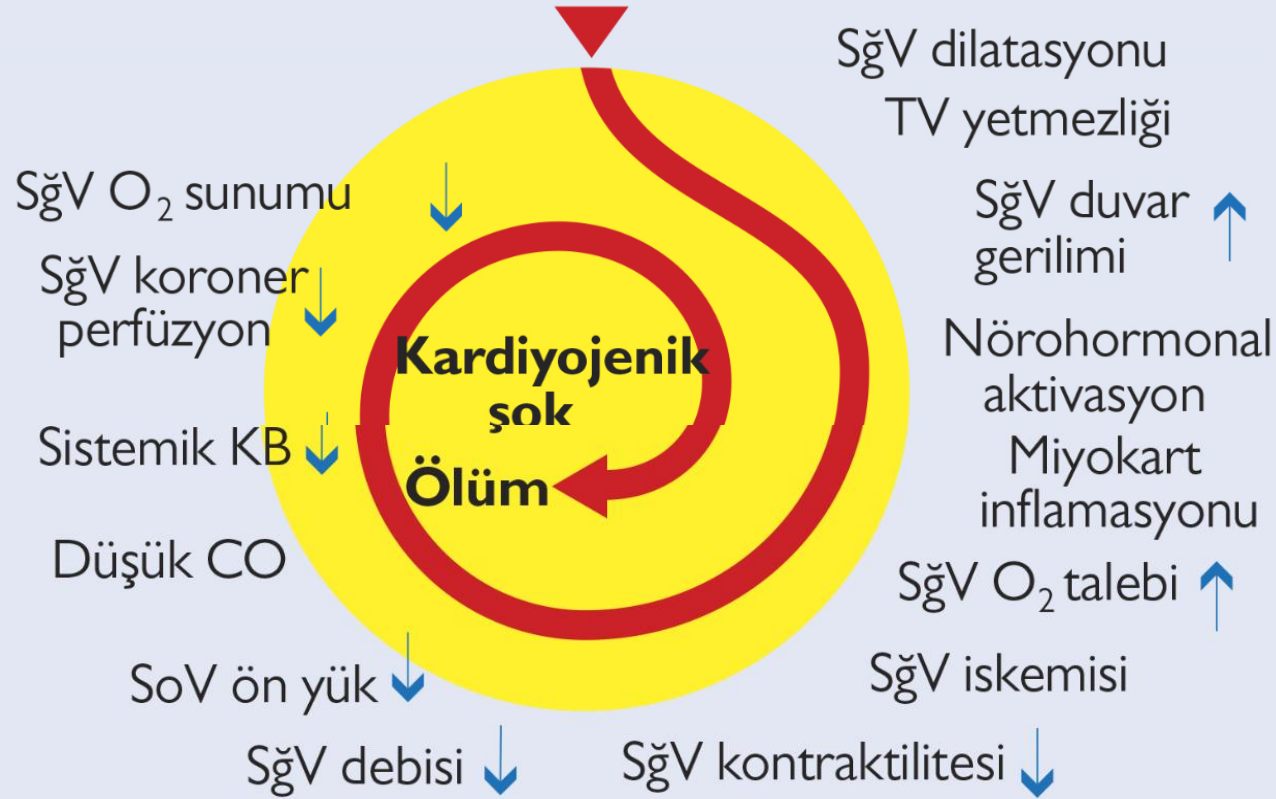 SğV dilatasyonu
TV yetmezliği
SğV duvar
gerilimi
Nörohormonal
aktivasyon
Miyokart
inflamasyonu
SğV O₂ talebi
SğV iskemisi
SğV kontraktilitesi
SğV debisi
SoV ön yük
Düşük CO
Sistemik KB
SğV koroner
perfüzyon
SğV O₂ sunumu
Kardiyojenik
şok
Ölüm